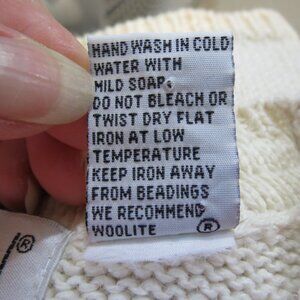 HAND WASH IN COLD
WATER WITH
MILD SOAP.
DO NOT BLEACH OR
TWIST DRY FLAT
IRON AT LOW
TEMPERATURE
KEEP IRON AWAY
FROM BEADINGS
WE RECOMMEND
WOOLITE ®
®